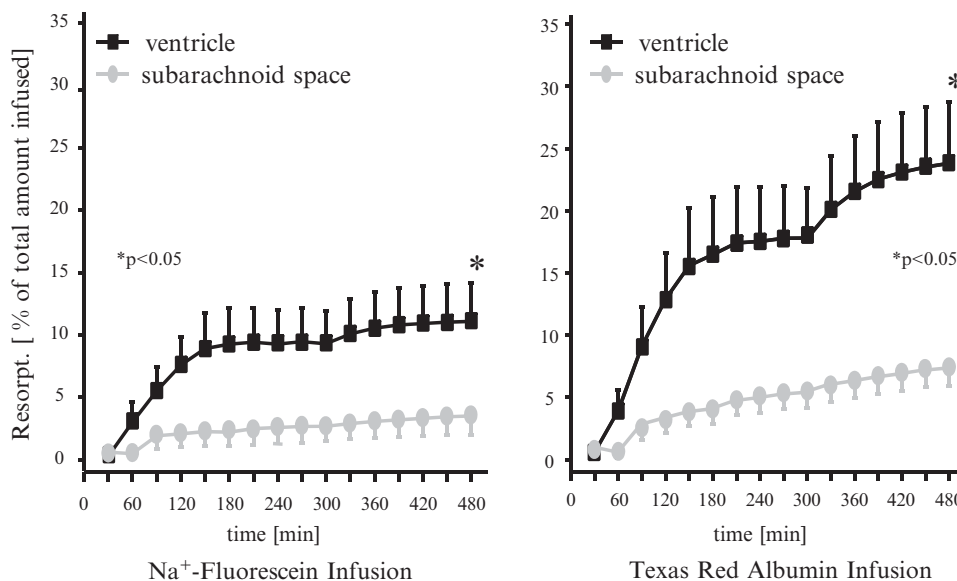 Resorpt. [ % of total amount infused]
35
30
25
20
15
10
5
0
ventricle
subarachnoid space
*p<0.05
*
0 60 120 180 240 300 360 420 480
time [min]
Na⁺-Fluorescein Infusion
35
30
25
20
15
10
5
0
ventricle
subarachnoid space
*
*p<0.05
0 60 120 180 240 300 360 420 480
time [min]
Texas Red Albumin Infusion